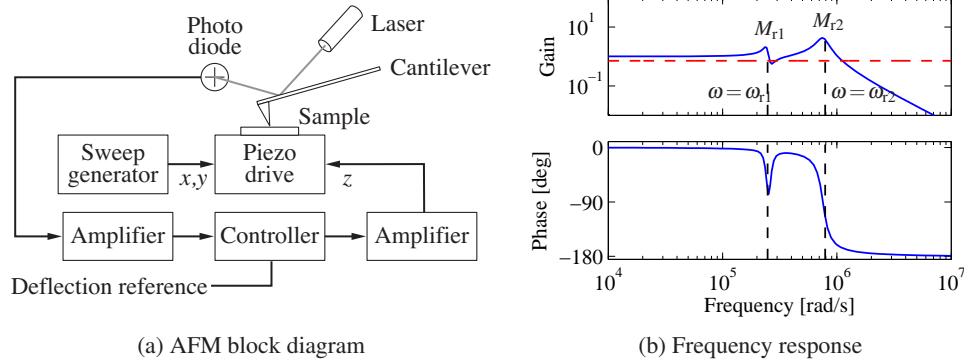 Photo
diode
Laser
Cantilever
Sample
Sweep
generator
x,y
Piezo
drive
z
Amplifier
Controller
Amplifier
Deflection reference
(a) AFM block diagram
M_r1
M_r2
Gain
10^1
10^−1
ω = ω_r1
ω = ω_r2
Phase [deg]
0
−90
−180
10^4
10^5
10^6
10^7
Frequency [rad/s]
(b) Frequency response